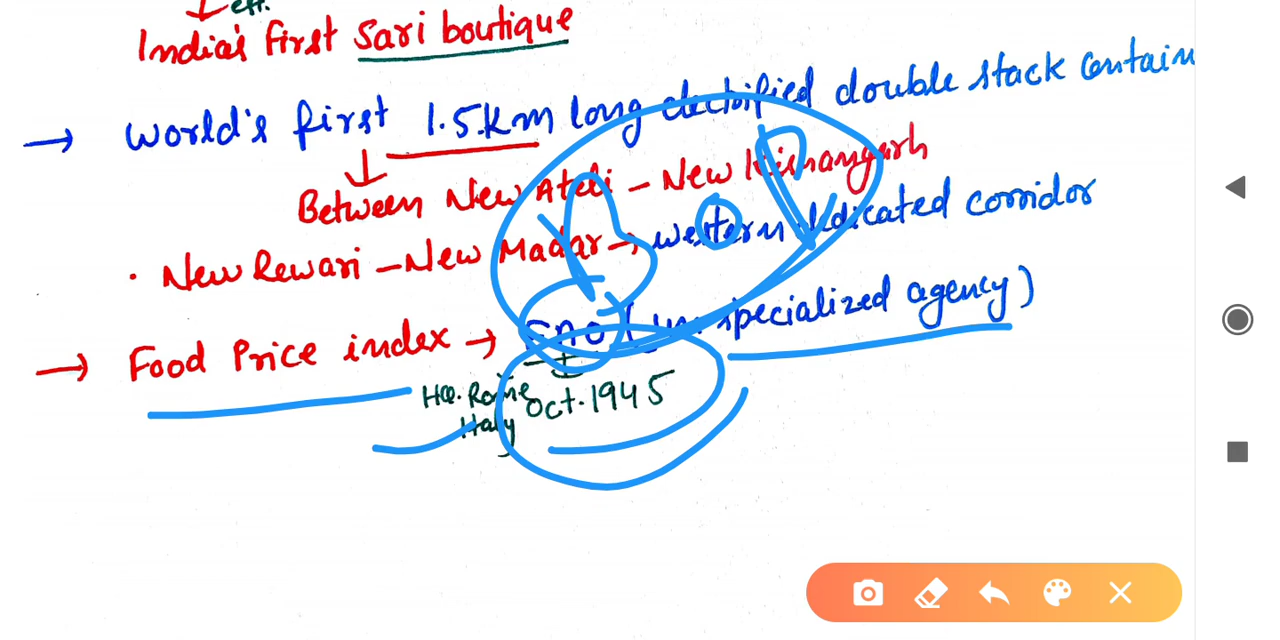 eff.
India's first Sari boutique
→ World's first 1.5Km long electrified double stack contain
Between New Ateli - New Kishangarh
· New Rewari - New Madar → western dedicated corridor
→ Food Price index → FAO (un specialized agency)
HQ. Rome Oct. 1945
Italy